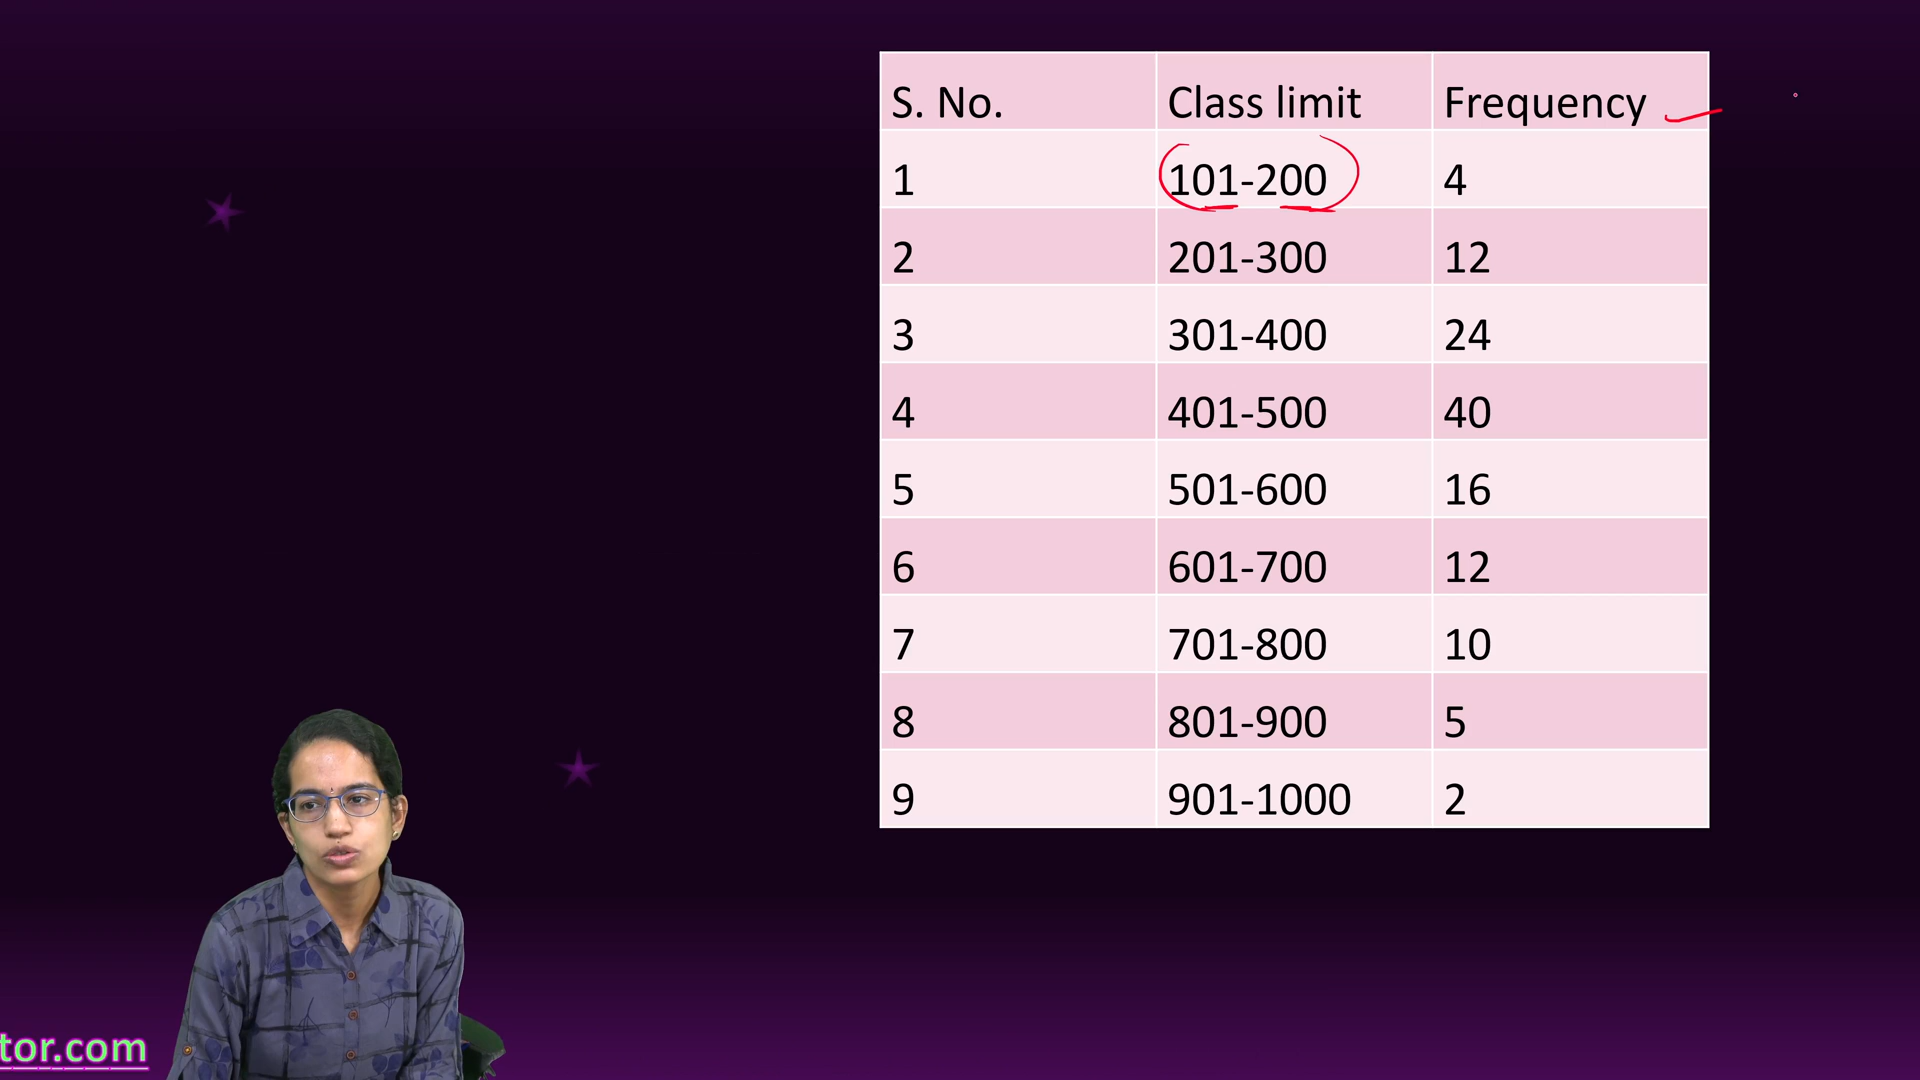 S. No. Class limit Frequency
1 101-200 4
2 201-300 12
3 301-400 24
4 401-500 40
5 501-600 16
6 601-700 12
7 701-800 10
8 801-900 5
9 901-1000 2
tor.com